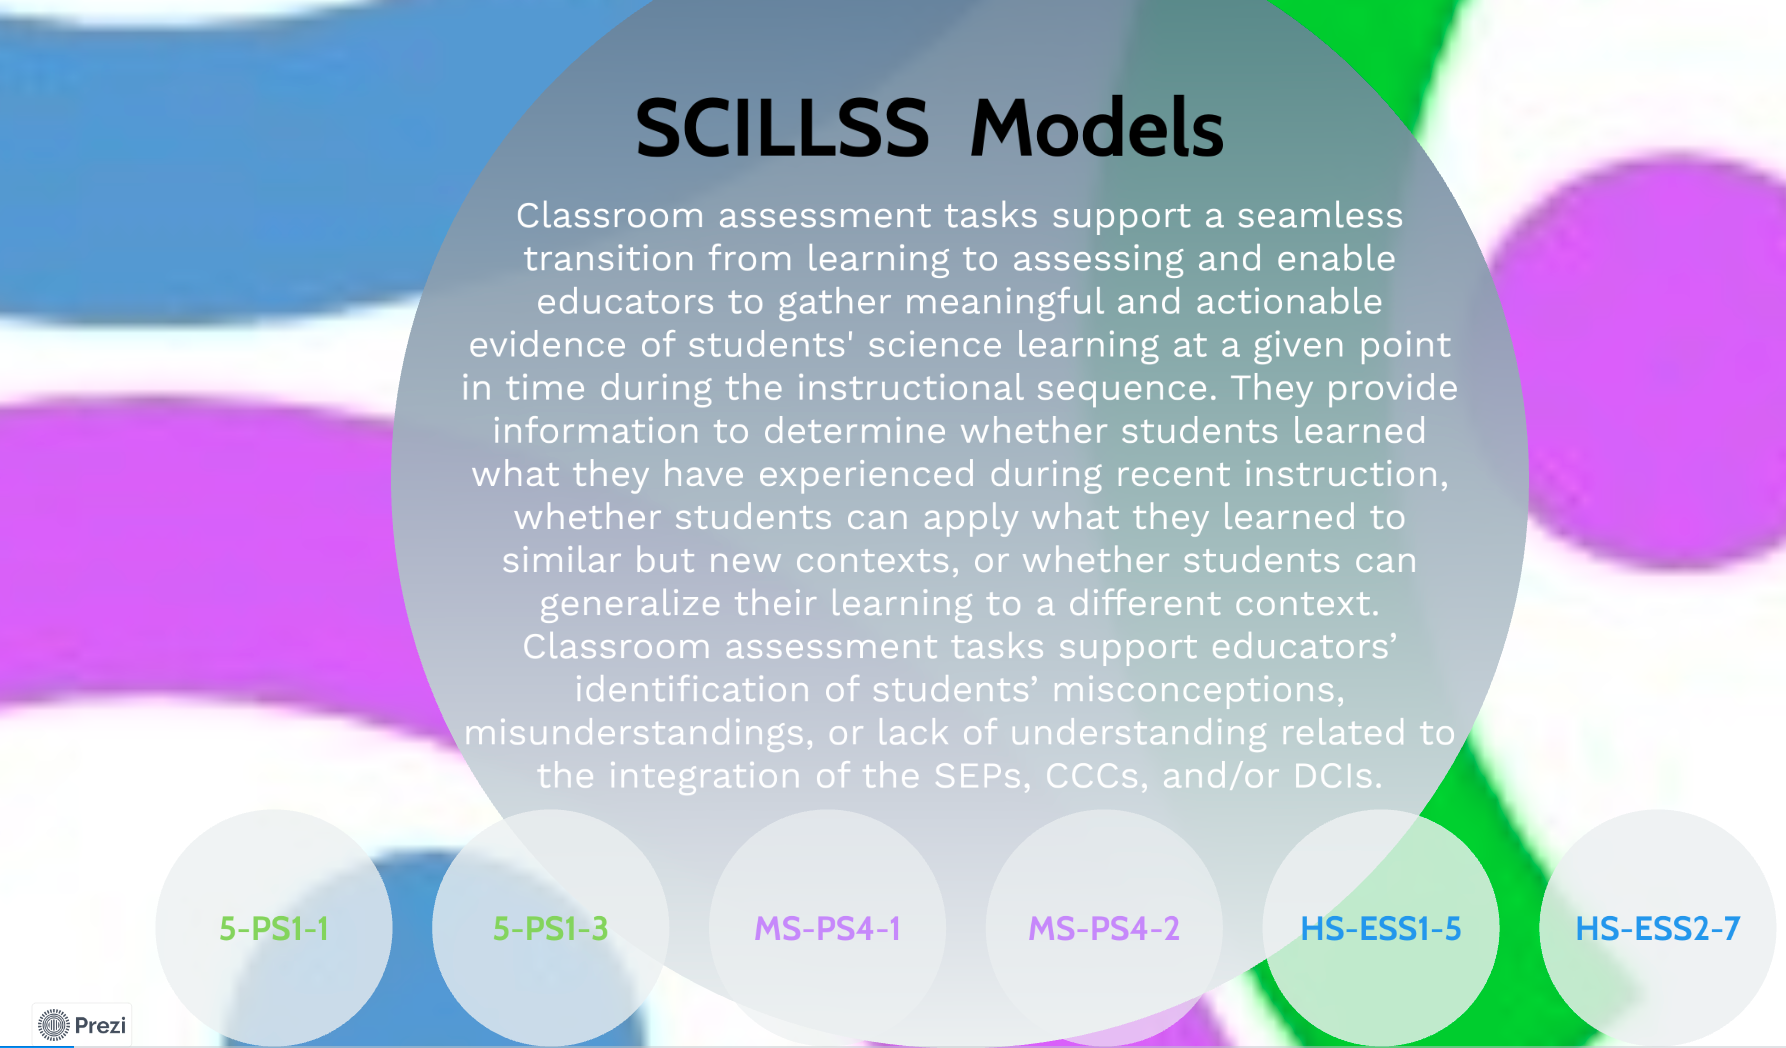 SCILLSS Models
Classroom assessment tasks support a seamless
transition from learning to assessing and enable
educators to gather meaningful and actionable
evidence of students' science learning at a given point
in time during the instructional sequence. They provide
information to determine whether students learned
what they have experienced during recent instruction,
whether students can apply what they learned to
similar but new contexts, or whether students can
generalize their learning to a different context.
Classroom assessment tasks support educators’
identification of students’ misconceptions,
misunderstandings, or lack of understanding related to
the integration of the SEPs, CCCs, and/or DCIs.
5-PS1-1
5-PS1-3
MS-PS4-1
MS-PS4-2
HS-ESS1-5
HS-ESS2-7
Prezi